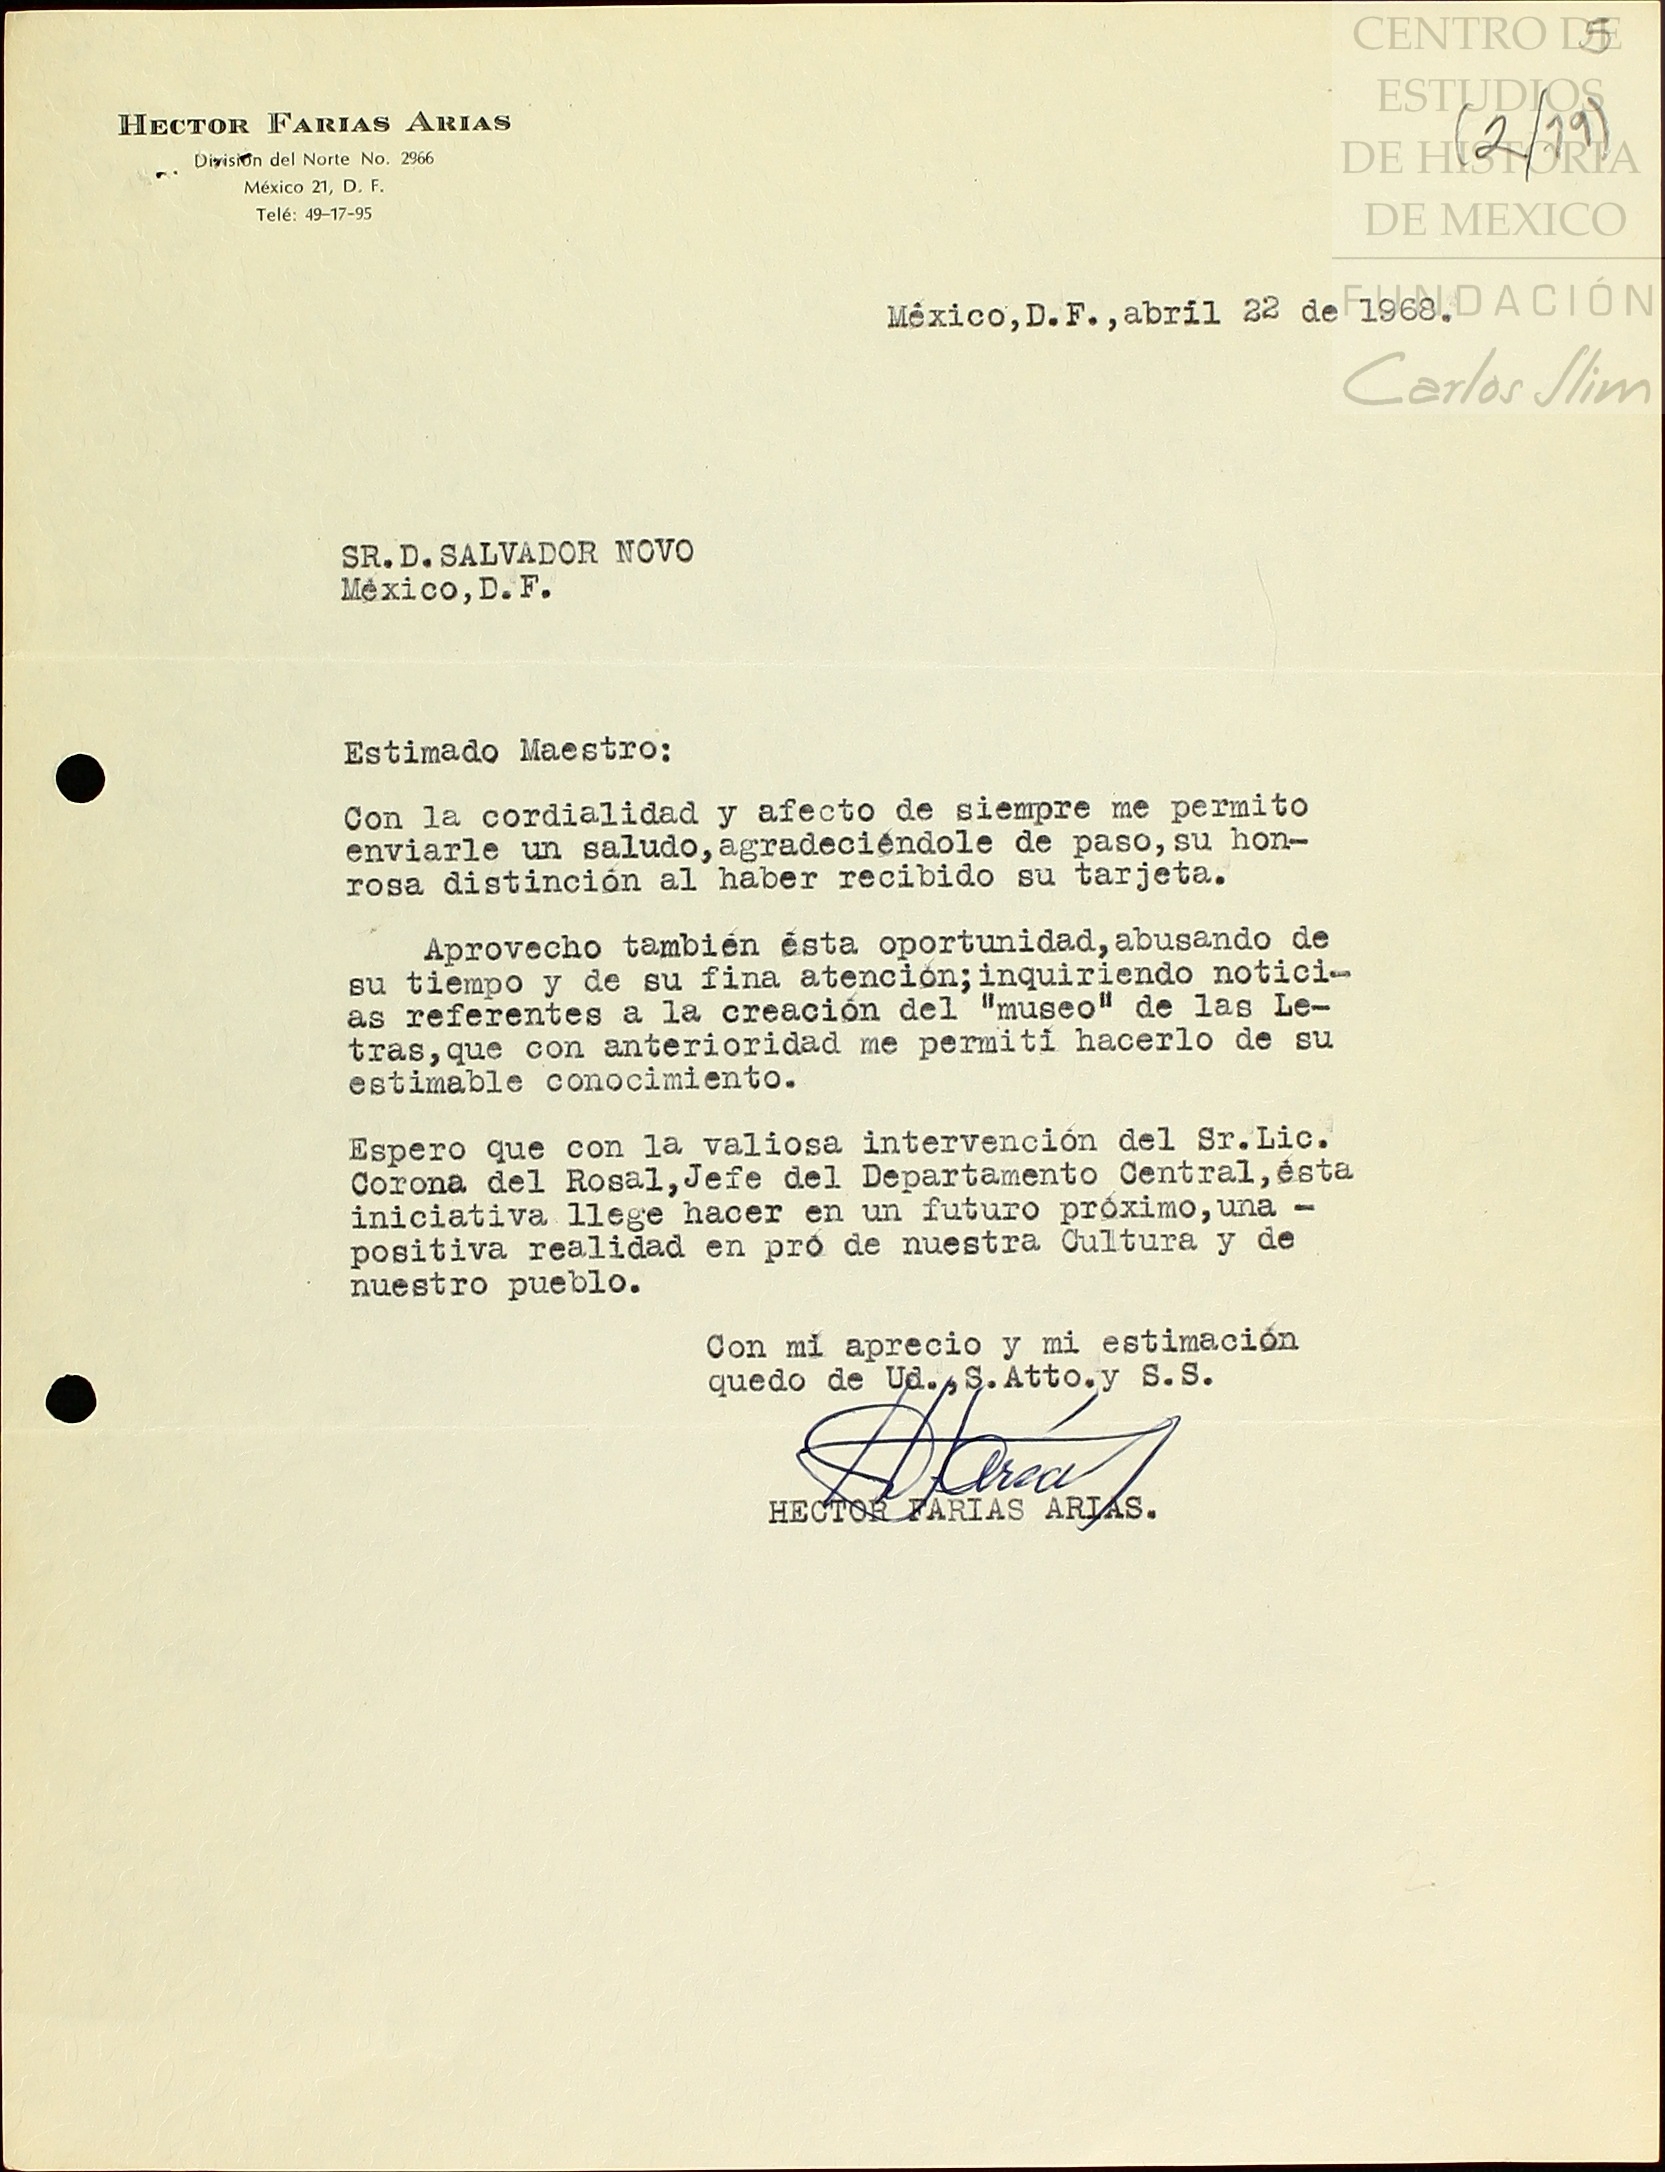 CENTRO DE
ESTUDIOS
DE HISTORIA
DE MEXICO
FUNDACIÓN
Carlos Slim
5
(2/19)
HECTOR FARIAS ARIAS
División del Norte No. 2966
México 21, D. F.
Telé: 49-17-95
México,D.F.,abril 22 de 1968.
SR.D.SALVADOR NOVO
México,D.F.
Estimado Maestro:
Con la cordialidad y afecto de siempre me permito
enviarle un saludo,agradeciéndole de paso,su hon-
rosa distinción al haber recibido su tarjeta.
Aprovecho también ésta oportunidad,abusando de
su tiempo y de su fina atención;inquiriendo notici-
as referentes a la creación del "museo" de las Le-
tras,que con anterioridad me permití hacerlo de su
estimable conocimiento.
Espero que con la valiosa intervención del Sr.Lic.
Corona del Rosal,Jefe del Departamento Central,ésta
iniciativa llege hacer en un futuro próximo,una -
positiva realidad en pró de nuestra Cultura y de
nuestro pueblo.
Con mí aprecio y mi estimación
quedo de Ud.,S.Atto.y S.S.
HECTOR FARIAS ARIAS.